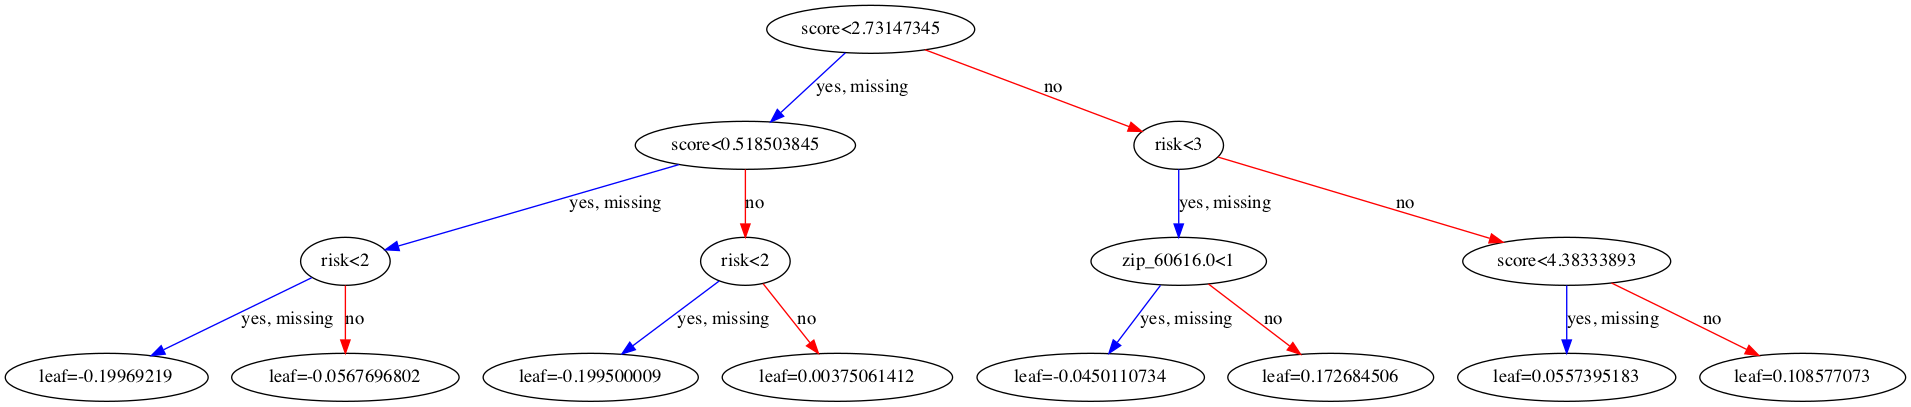 score<2.73147345
yes, missing
no
score<0.518503845
risk<3
yes, missing
no
yes, missing
no
risk<2
risk<2
zip_60616.0<1
score<4.38333893
yes, missing
no
yes, missing
no
yes, missing
no
yes, missing
no
leaf=-0.19969219
leaf=-0.0567696802
leaf=-0.199500009
leaf=0.00375061412
leaf=-0.0450110734
leaf=0.172684506
leaf=0.0557395183
leaf=0.108577073